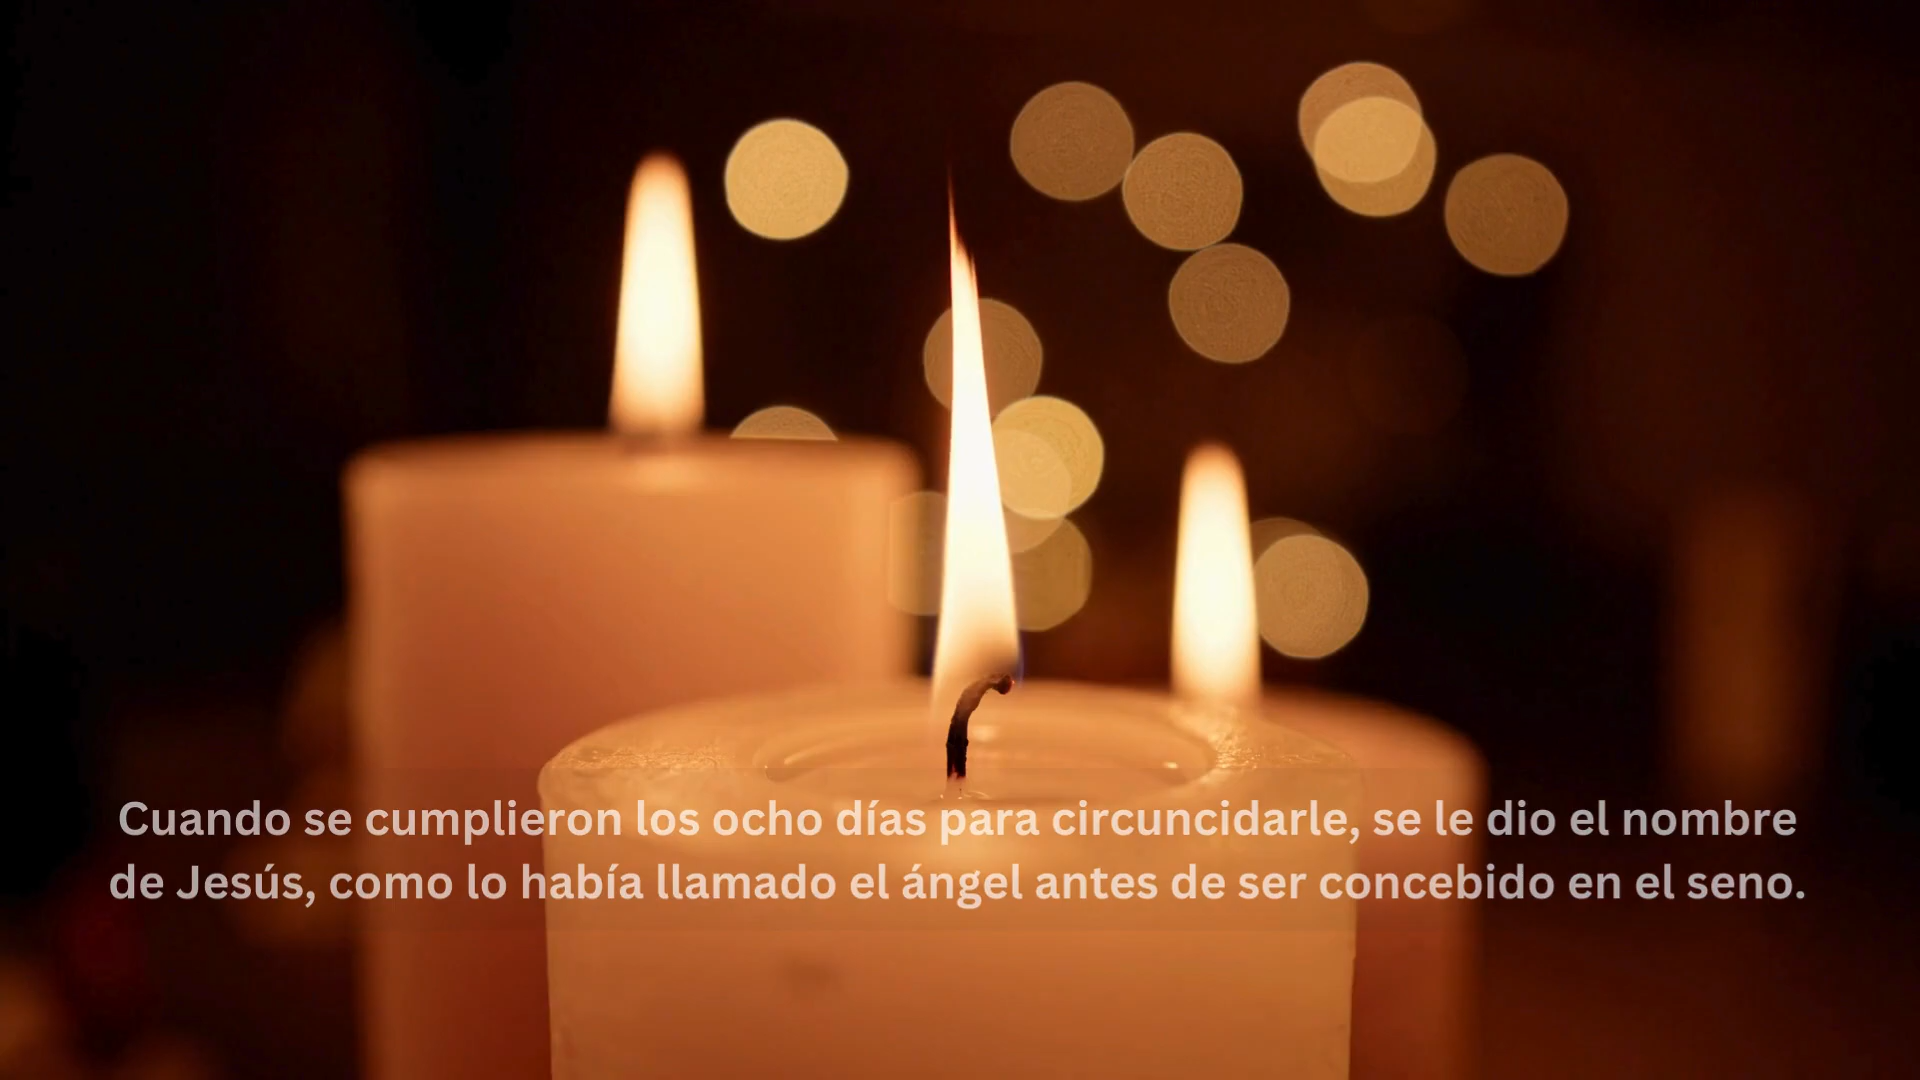 Cuando se cumplieron los ocho días para circuncidarle, se le dio el nombre
de Jesús, como lo había llamado el ángel antes de ser concebido en el seno.